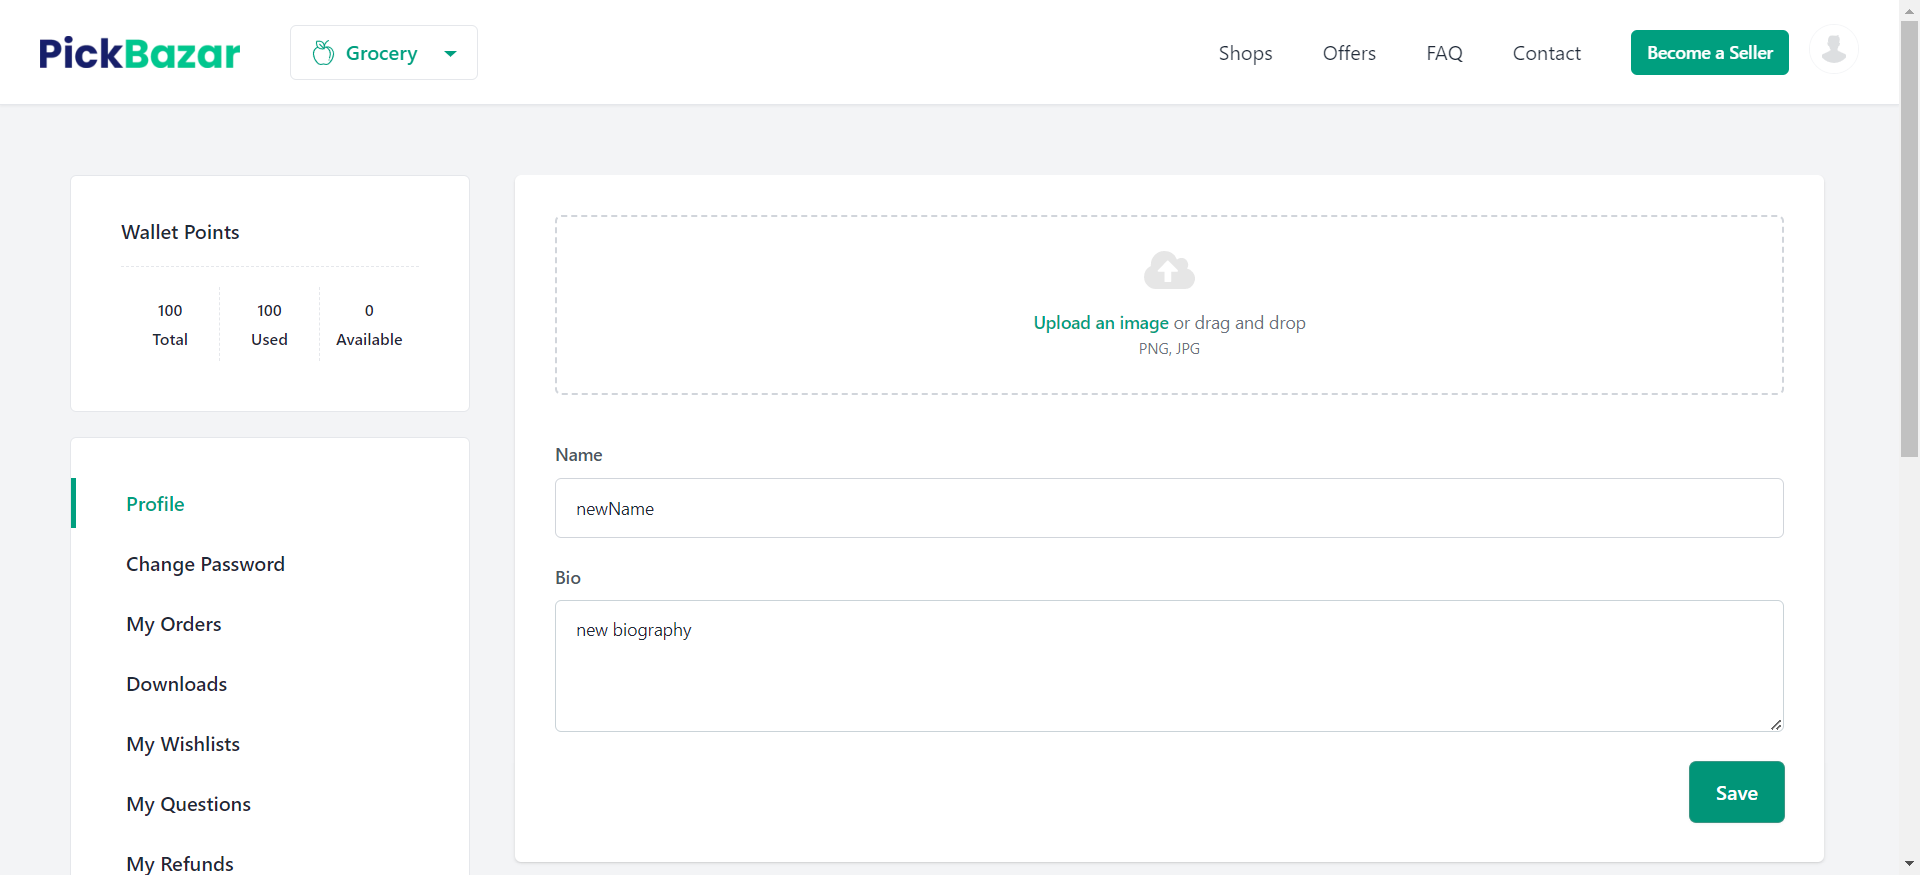 PickBazar
Grocery
Shops
Offers
FAQ
Contact
Become a Seller
Wallet Points
100
Total
100
Used
0
Available
Profile
Change Password
My Orders
Downloads
My Wishlists
My Questions
My Refunds
Upload an image or drag and drop
PNG, JPG
Name
newName
Bio
new biography
Save